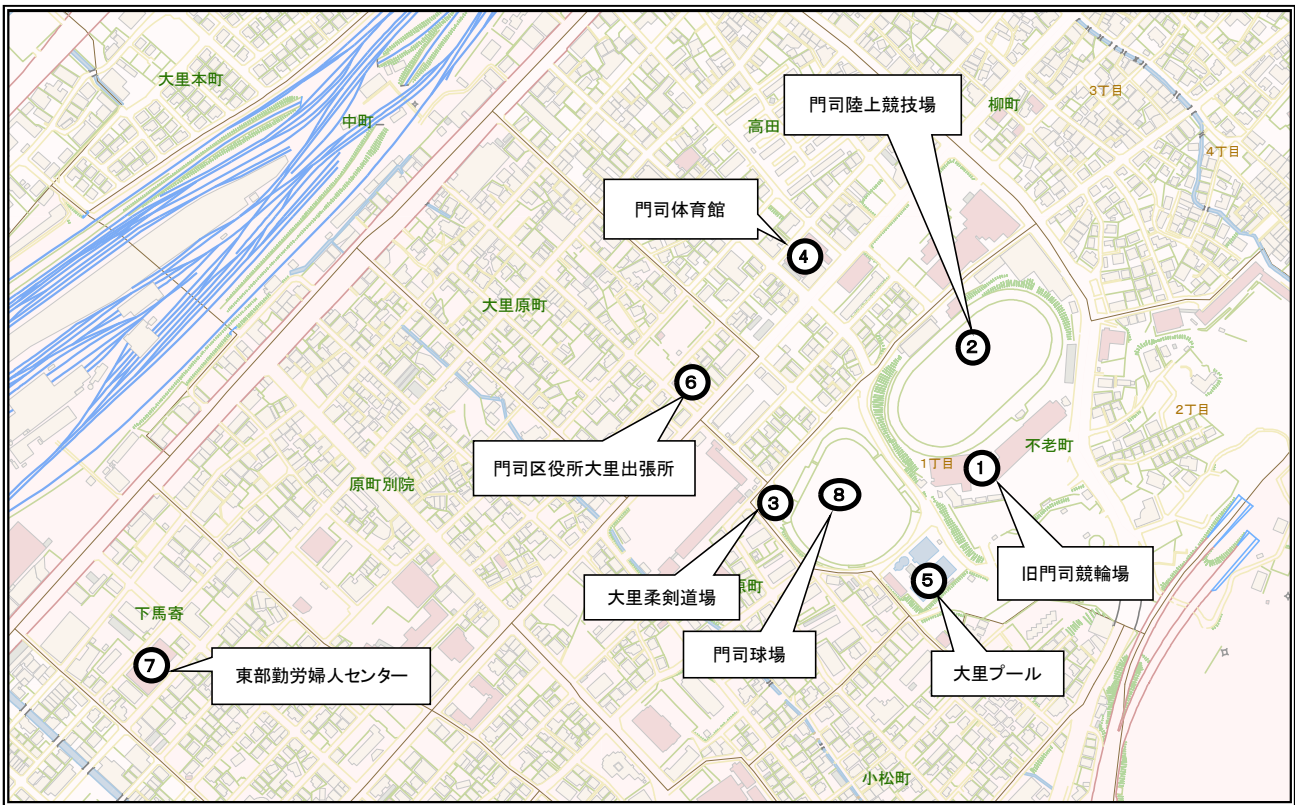 大里本町
中町
高田
門司陸上競技場
柳町
3丁目
4丁目
門司体育館
④
大里原町
②
⑥
2丁目
不老町
1丁目
①
門司区役所大里出張所
原町別院
③
⑧
旧門司競輪場
⑤
大里柔剣道場
原町
下馬寄
門司球場
⑦
東部勤労婦人センター
大里プール
小松町